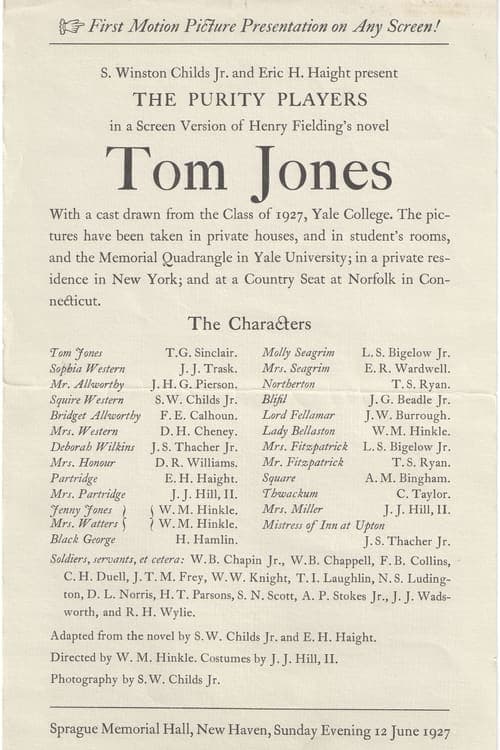 First Motion Picture Presentation on Any Screen!
S. Winston Childs Jr. and Eric H. Haight present
THE PURITY PLAYERS
in a Screen Version of Henry Fielding's novel
Tom Jones
With a cast drawn from the Class of 1927, Yale College. The pic-
tures have been taken in private houses, and in student's rooms,
and the Memorial Quadrangle in Yale University; in a private res-
idence in New York; and at a Country Seat at Norfolk in Con-
necticut.
The Characters
Tom Jones T.G. Sinclair.
Sophia Western J. J. Trask.
Mr. Allworthy J. H. G. Pierson.
Squire Western S.W. Childs Jr.
Bridget Allworthy F. E. Calhoun.
Mrs. Western D. H. Cheney.
Deborah Wilkins J. S. Thacher Jr.
Mrs. Honour D. R. Williams.
Partridge E. H. Haight.
Mrs. Partridge J. J. Hill, II.
Jenny Jones } { W. M. Hinkle.
Mrs. Watters } { W. M. Hinkle.
Black George H. Hamlin.
Molly Seagrim L. S. Bigelow Jr.
Mrs. Seagrim E. R. Wardwell.
Northerton T. S. Ryan.
Blifil J. G. Beadle Jr.
Lord Fellamar J.W. Burrough.
Lady Bellaston W. M. Hinkle.
Mrs. Fitzpatrick L. S. Bigelow Jr.
Mr. Fitzpatrick T. S. Ryan.
Square A. M. Bingham.
Thwackum C. Taylor.
Mrs. Miller J. J. Hill, II.
Mistress of Inn at Upton
J. S. Thacher Jr.
Soldiers, servants, et cetera: W. B. Chapin Jr., W. B. Chappell, F. B. Collins,
C. H. Duell, J. T. M. Frey, W. W. Knight, T. I. Laughlin, N. S. Luding-
ton, D. L. Norris, H. T. Parsons, S. N. Scott, A. P. Stokes Jr., J. J. Wads-
worth, and R. H. Wylie.
Adapted from the novel by S.W. Childs Jr. and E. H. Haight.
Directed by W. M. Hinkle. Costumes by J. J. Hill, II.
Photography by S.W. Childs Jr.
Sprague Memorial Hall, New Haven, Sunday Evening 12 June 1927